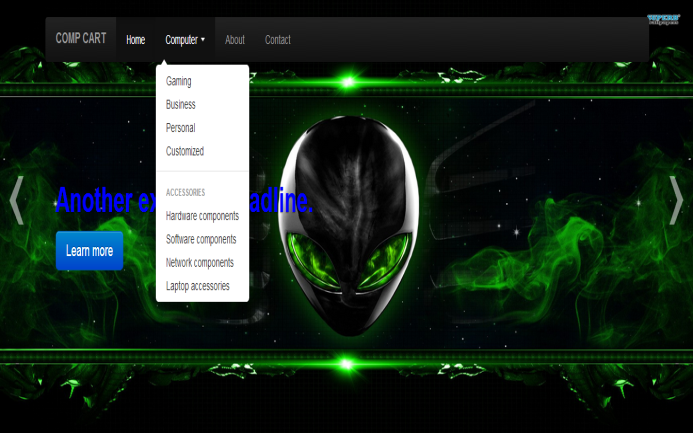 COMP CART
Home
Computer
About
Contact
Gaming
Business
Personal
Customized
ACCESSORIES
Hardware components
Software components
Network components
Laptop accessories
Another ex adline.
Learn more